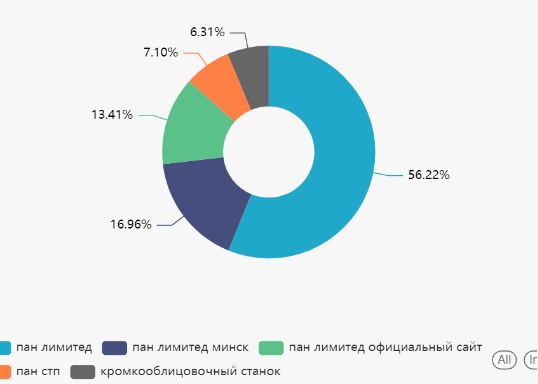 6.31%
7.10%
13.41%
56.22%
16.96%
пан лимитед пан лимитед минск пан лимитед официальный сайт
All
пан стп кромкооблицовочный станок